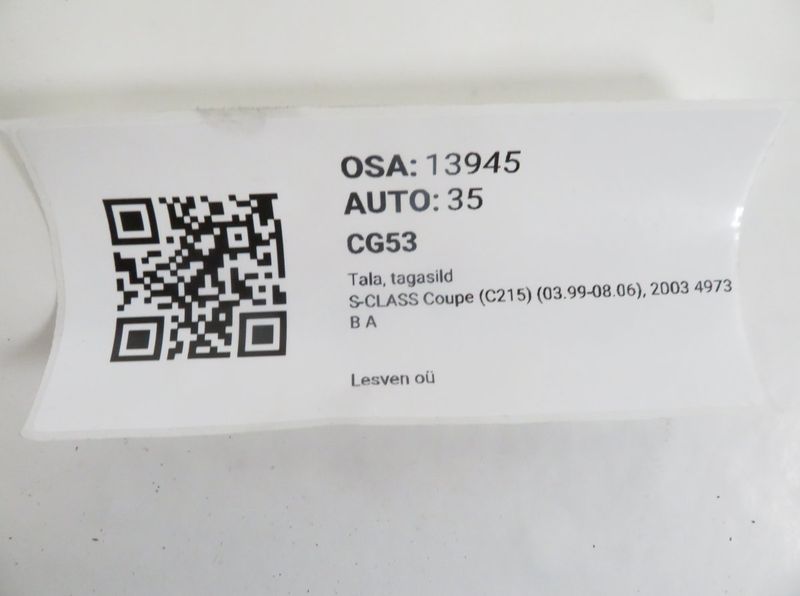 OSA: 13945
AUTO: 35
CG53
Tala, tagasild
S-CLASS Coupe (C215) (03.99-08.06), 2003 4973
B A
Lesven oü